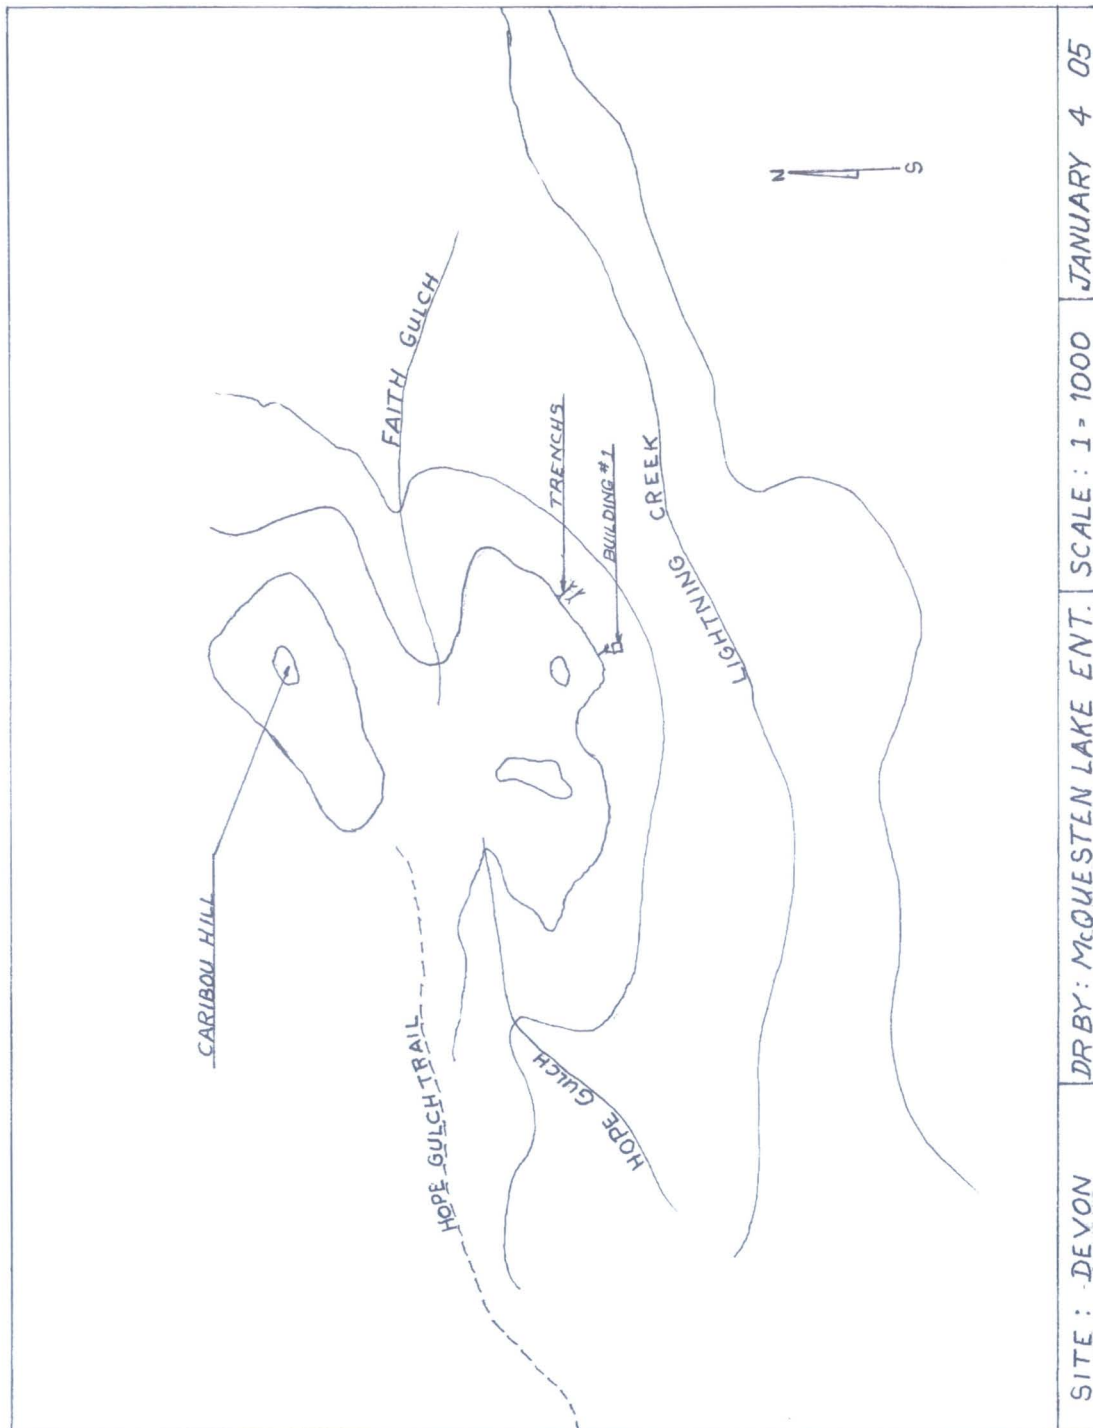 CARIBOU HILL
FAITH GULCH
HOPE GULCH TRAIL
TRENCHS
BUILDING #1
HOPE GULCH
LIGHTNING CREEK
N
S
SITE : DEVON
DR BY : McQUESTEN LAKE ENT.
SCALE : 1 = 1000
JANUARY 4 05